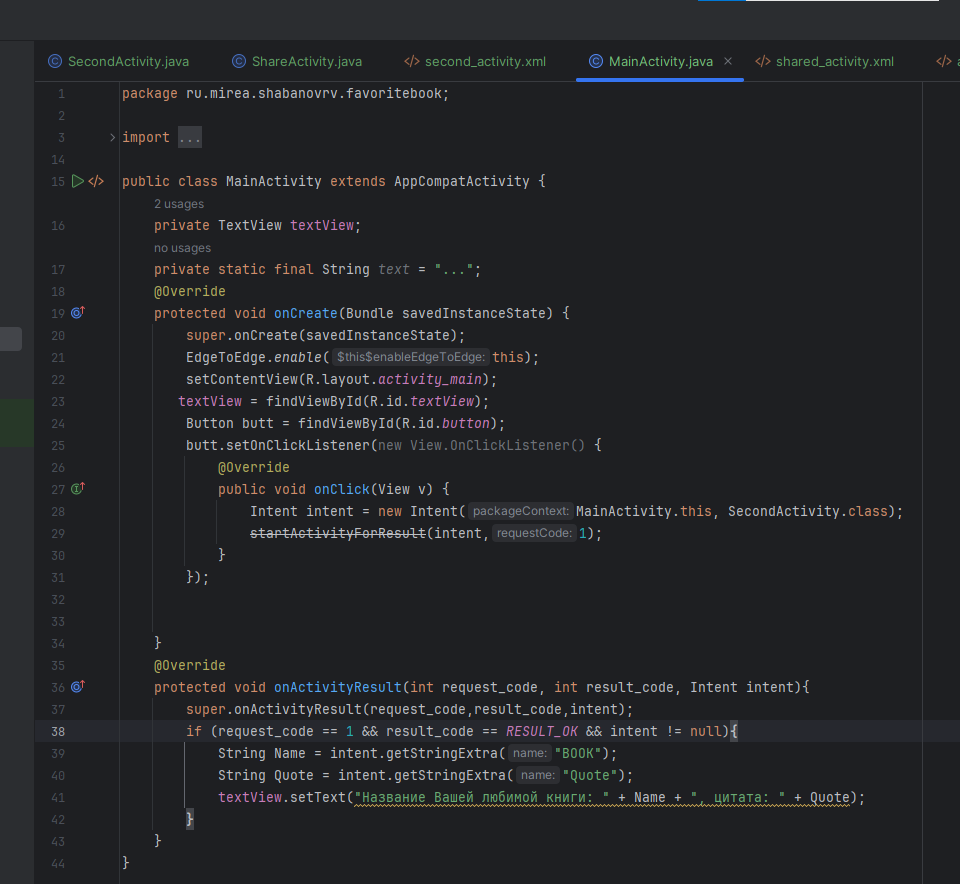 SecondActivity.java ShareActivity.java </> second_activity.xml MainActivity.java × </> shared_activity.xml </>
1 package ru.mirea.shabanovrv.favoritebook;
2
3 > import ...
14
15 </> public class MainActivity extends AppCompatActivity {
2 usages
16 private TextView textView;
no usages
17 private static final String text = "...";
18 @Override
19 protected void onCreate(Bundle savedInstanceState) {
20 super.onCreate(savedInstanceState);
21 EdgeToEdge.enable( $this$enableEdgeToEdge: this);
22 setContentView(R.layout.activity_main);
23 textView = findViewById(R.id.textView);
24 Button butt = findViewById(R.id.button);
25 butt.setOnClickListener(new View.OnClickListener() {
26 @Override
27 public void onClick(View v) {
28 Intent intent = new Intent( packageContext: MainActivity.this, SecondActivity.class);
29 startActivityForResult(intent, requestCode: 1);
30 }
31 });
32
33
34 }
35 @Override
36 protected void onActivityResult(int request_code, int result_code, Intent intent){
37 super.onActivityResult(request_code,result_code,intent);
38 if (request_code == 1 && result_code == RESULT_OK && intent != null){
39 String Name = intent.getStringExtra( name: "BOOK");
40 String Quote = intent.getStringExtra( name: "Quote");
41 textView.setText("Название Вашей любимой книги: " + Name + ", цитата: " + Quote);
42 }
43 }
44 }